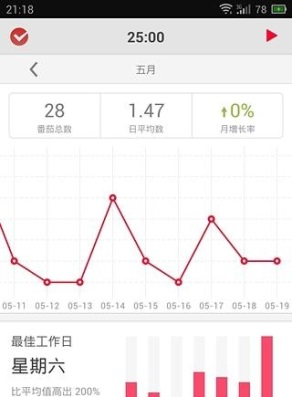 21:18
3G
78
25:00
五月
28 1.47 0%
番茄总数 日平均数 月增长率
05-11 05-12 05-13 05-14 05-15 05-16 05-17 05-18 05-19
最佳工作日
星期六
比平均值高出 200%